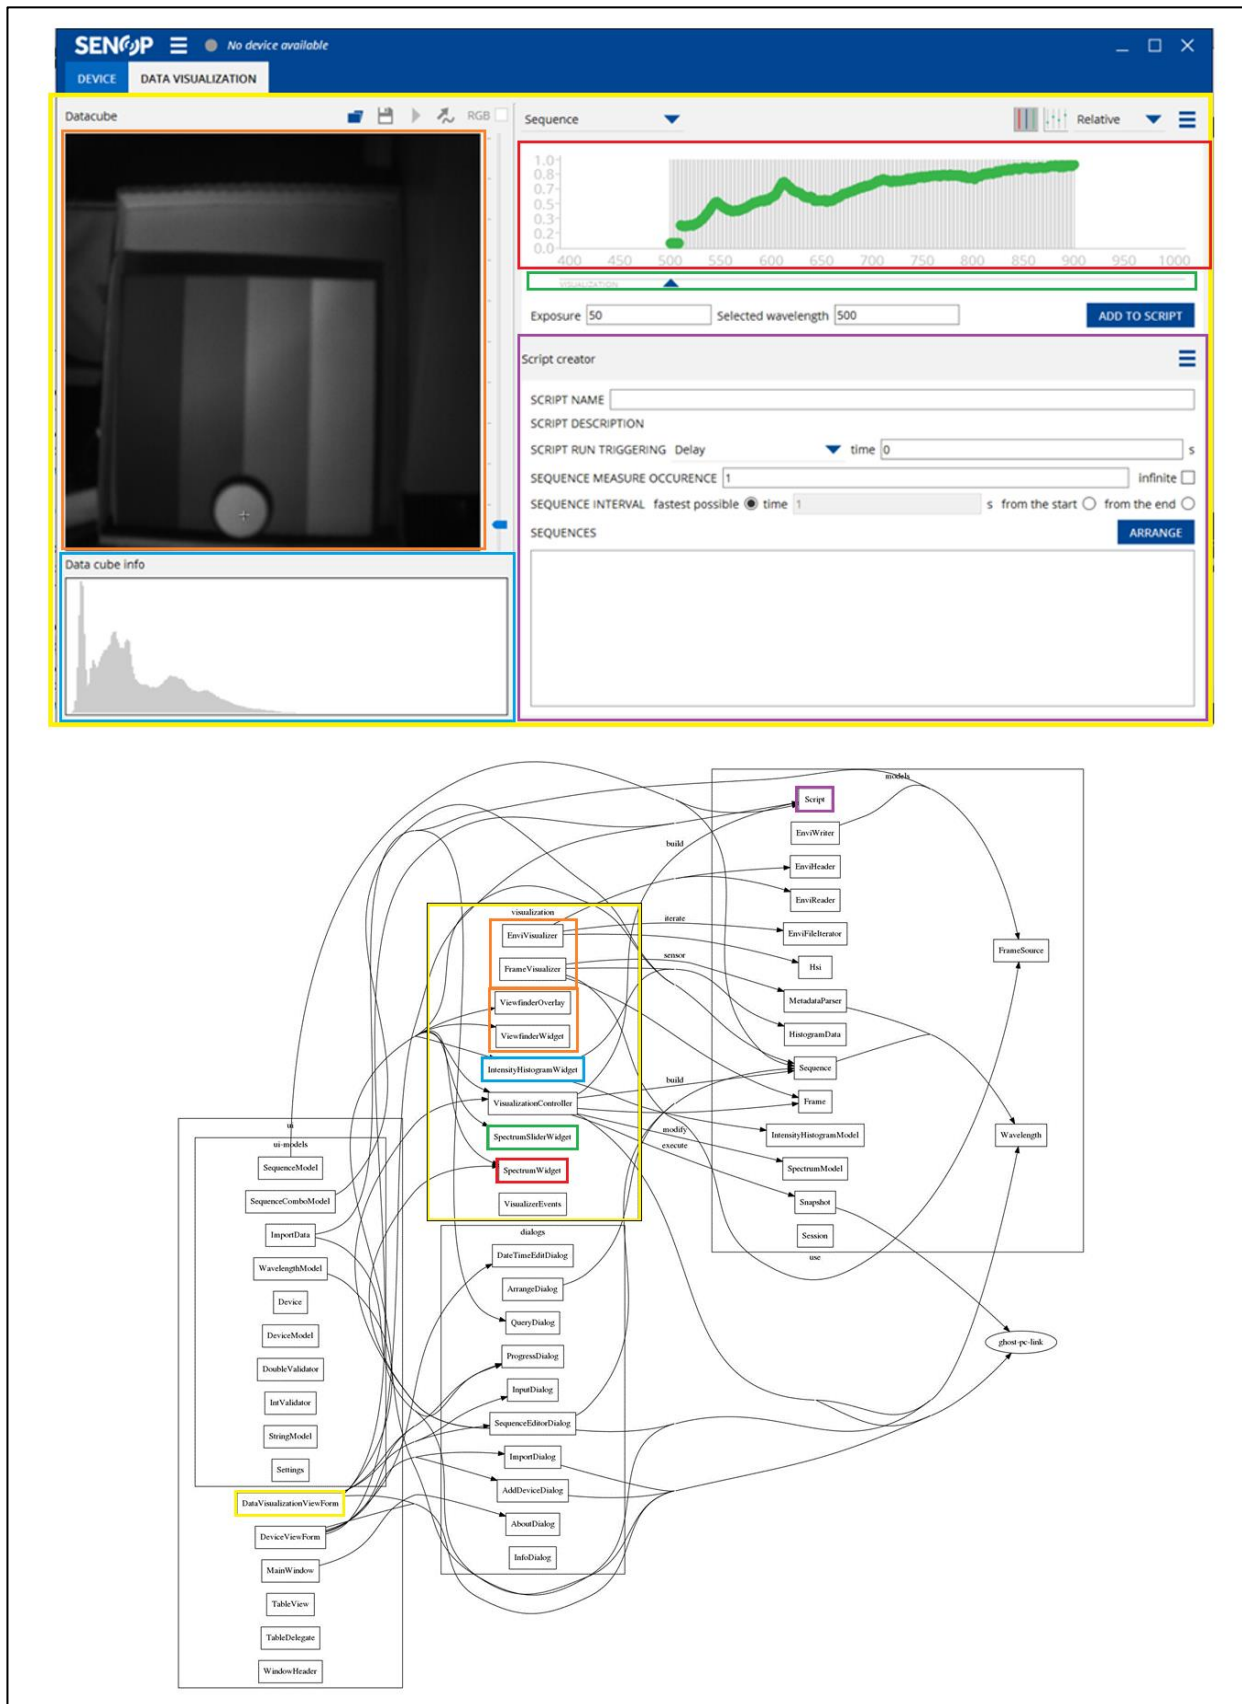 SENOP No device available
DEVICE DATA VISUALIZATION
Datacube RGB
Sequence Relative
1.0
0.8
0.7
0.5
0.3
0.2
0.0
400 450 500 550 600 650 700 750 800 850 900 950 1000
VISUALIZATION
Exposure 50 Selected wavelength 500 ADD TO SCRIPT
Script creator
SCRIPT NAME
SCRIPT DESCRIPTION
SCRIPT RUN TRIGGERING Delay time 0 s
SEQUENCE MEASURE OCCURENCE 1 infinite
SEQUENCE INTERVAL fastest possible time 1 s from the start from the end
SEQUENCES ARRANGE
Data cube info
models
Script
EnviWriter
build
EnviHeader
EnviReader
visualization
iterate
EnviVisualizer
EnviFileIterator
FrameSource
sensor
FrameVisualizer
Hsi
ViewfinderOverlay
MetadataParser
ViewfinderWidget
HistogramData
IntensityHistogramWidget
Sequence
build
VisualizationController
Frame
ui
modify
SpectrumSliderWidget
IntensityHistogramModel
Wavelength
ui-models
execute
SequenceModel
SpectrumWidget
SpectrumModel
SequenceComboModel
VisualizerEvents
Snapshot
ImportData
dialogs
Session
DateTimeEditDialog
use
WavelengthModel
ArrangeDialog
Device
QueryDialog
DeviceModel
ghost-pc-link
ProgressDialog
DoubleValidator
InputDialog
IntValidator
SequenceEditorDialog
StringModel
ImportDialog
Settings
AddDeviceDialog
DataVisualizationViewForm
AboutDialog
DeviceViewForm
InfoDialog
MainWindow
TableView
TableDelegate
WindowHeader